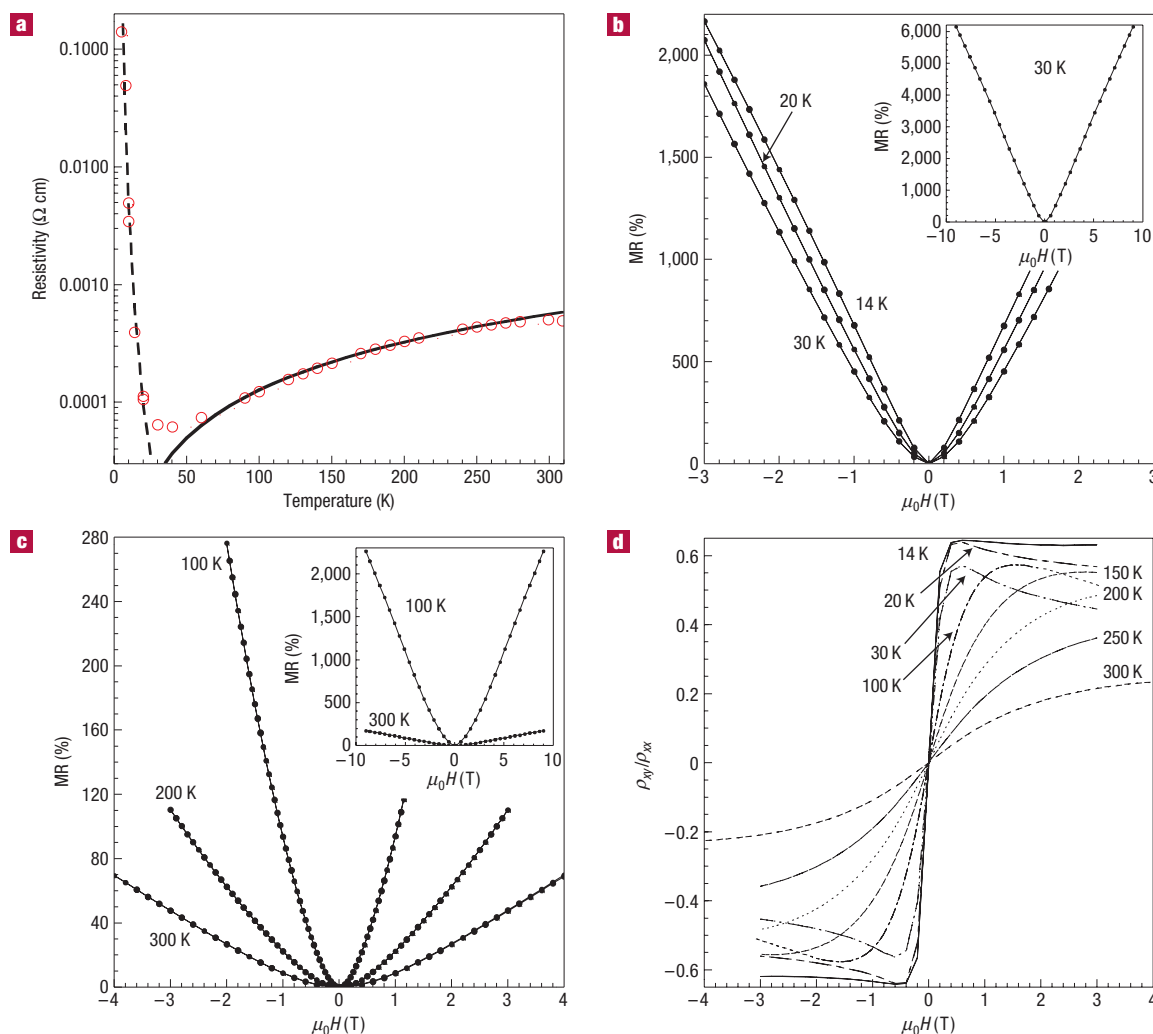 a
0.1000
0.0100
0.0010
0.0001
Resistivity (Ω cm)
0 50 100 150 200 250 300
Temperature (K)
b
2,000
1,500
1,000
500
0
MR (%)
20 K
14 K
30 K
−3 −2 −1 0 1 2 3
μ0H (T)
6,000
5,000
4,000
3,000
2,000
1,000
0
MR (%)
30 K
−10 −5 0 5 10
μ0H (T)
c
280
240
200
160
120
80
40
0
MR (%)
100 K
200 K
300 K
−4 −3 −2 −1 0 1 2 3 4
μ0H (T)
2,000
1,500
1,000
500
0
MR (%)
100 K
300 K
−10 −5 0 5 10
μ0H (T)
d
0.6
0.4
0.2
0
−0.2
−0.4
−0.6
ρxy/ρxx
14 K
20 K
30 K
100 K
150 K
200 K
250 K
300 K
−4 −3 −2 −1 0 1 2 3 4
μ0H (T)